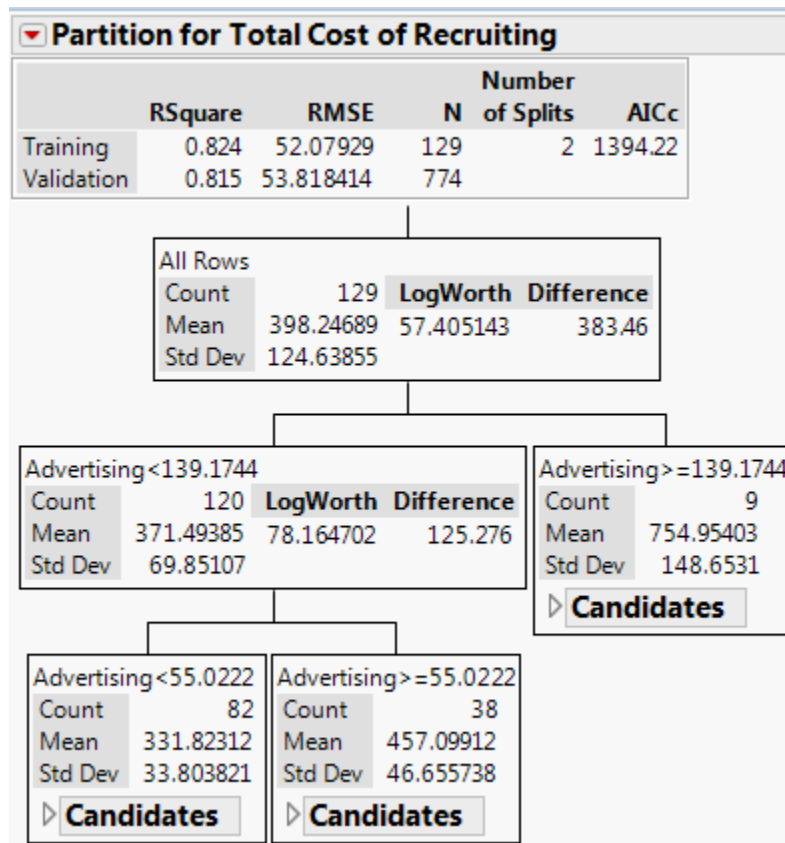 Partition for Total Cost of Recruiting
Number
RSquare RMSE N of Splits AICc
Training 0.824 52.07929 129 2 1394.22
Validation 0.815 53.818414 774
All Rows
Count 129 LogWorth Difference
Mean 398.24689 57.405143 383.46
Std Dev 124.63855
Advertising<139.1744
Count 120 LogWorth Difference
Mean 371.49385 78.164702 125.276
Std Dev 69.85107
Advertising>=139.1744
Count 9
Mean 754.95403
Std Dev 148.6531
Candidates
Advertising<55.0222
Count 82
Mean 331.82312
Std Dev 33.803821
Candidates
Advertising>=55.0222
Count 38
Mean 457.09912
Std Dev 46.655738
Candidates